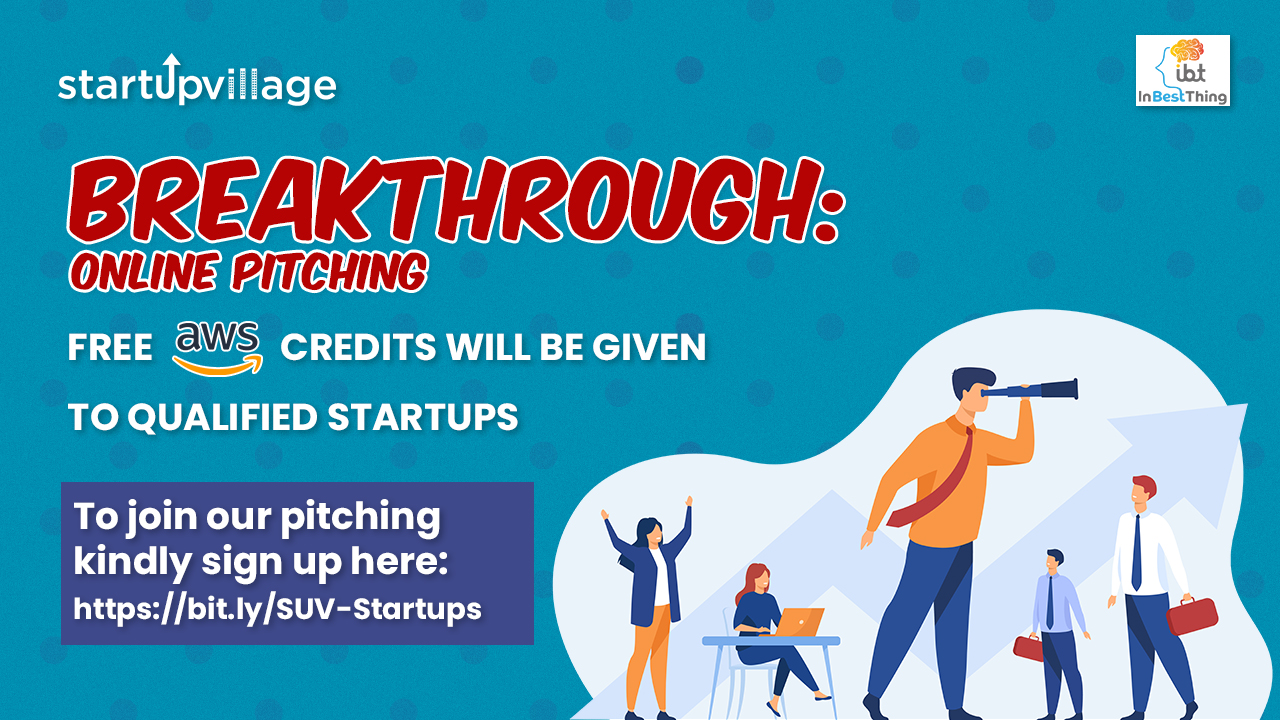 startUpvillage
ibt
InBestThing
BREAKTHROUGH:
ONLINE PITCHING
FREE aws CREDITS WILL BE GIVEN
TO QUALIFIED STARTUPS
To join our pitching
kindly sign up here:
https://bit.ly/SUV-Startups